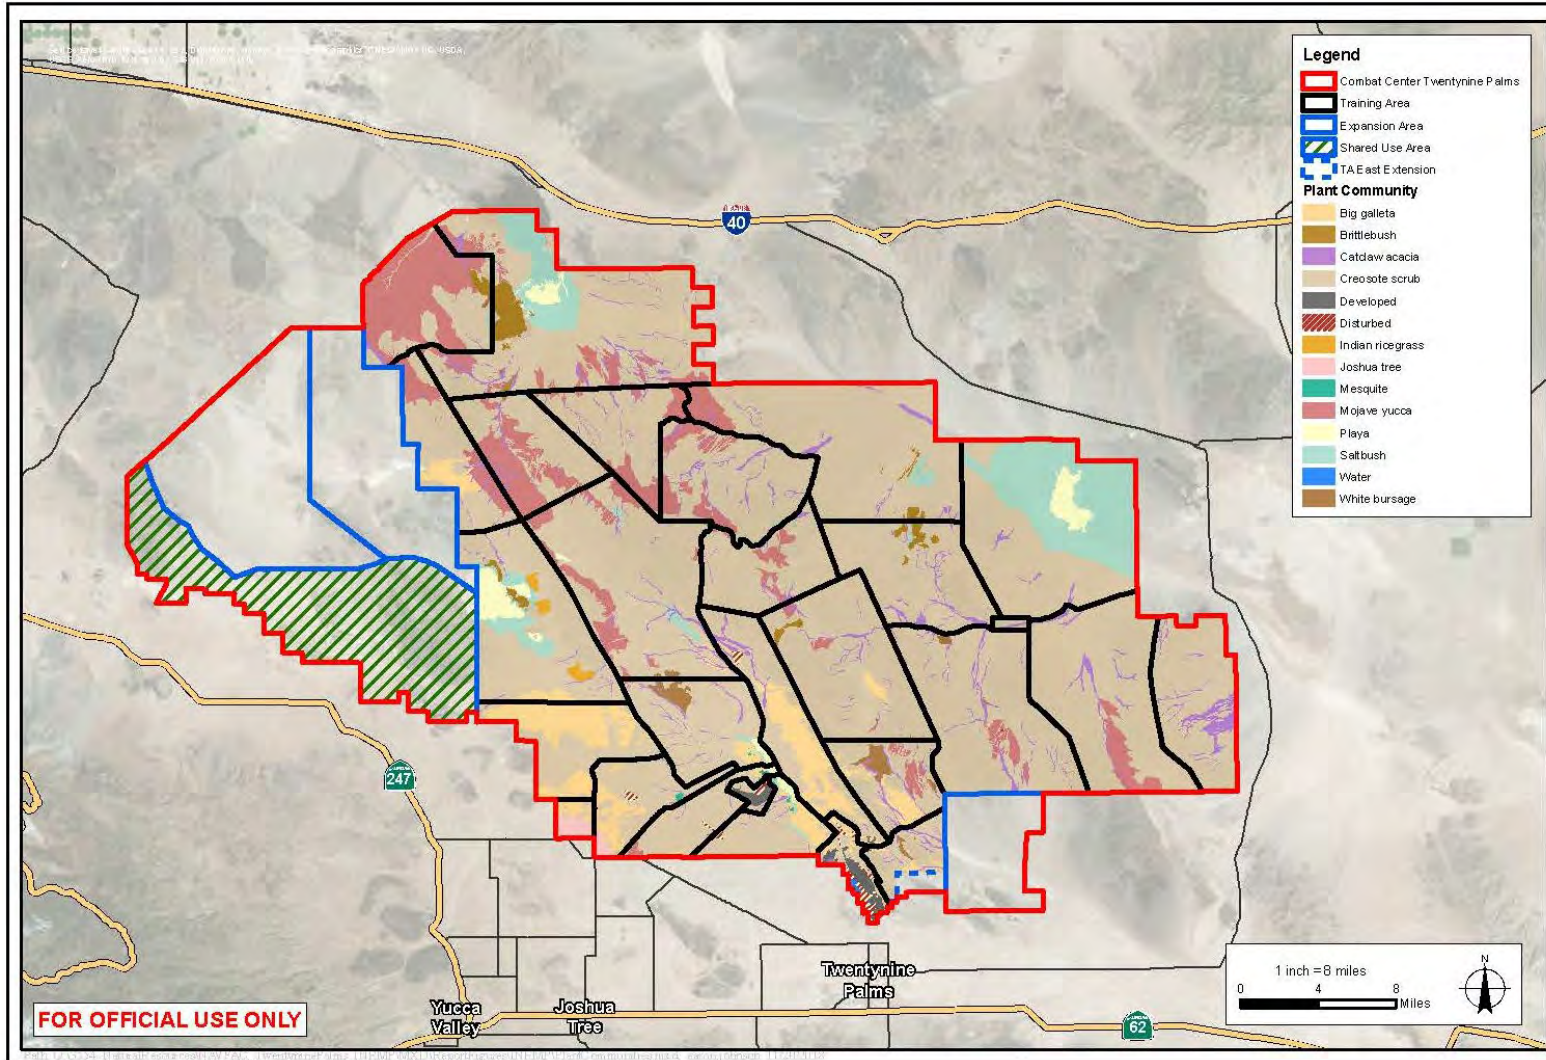 Legend
Combat Center Twentynine Palms
Training Area
Expansion Area
Shared Use Area
TA East Extension
Plant Community
Big galleta
Brittlebush
Catclaw acacia
Creosote scrub
Developed
Disturbed
Indian ricegrass
Joshua tree
Mesquite
Mojave yucca
Playa
Saltbush
Water
White bursage
40
247
Twentynine
Palms
Yucca
Valley
Joshua
Tree
62
1 inch = 8 miles
N
0 4 8
Miles
FOR OFFICIAL USE ONLY